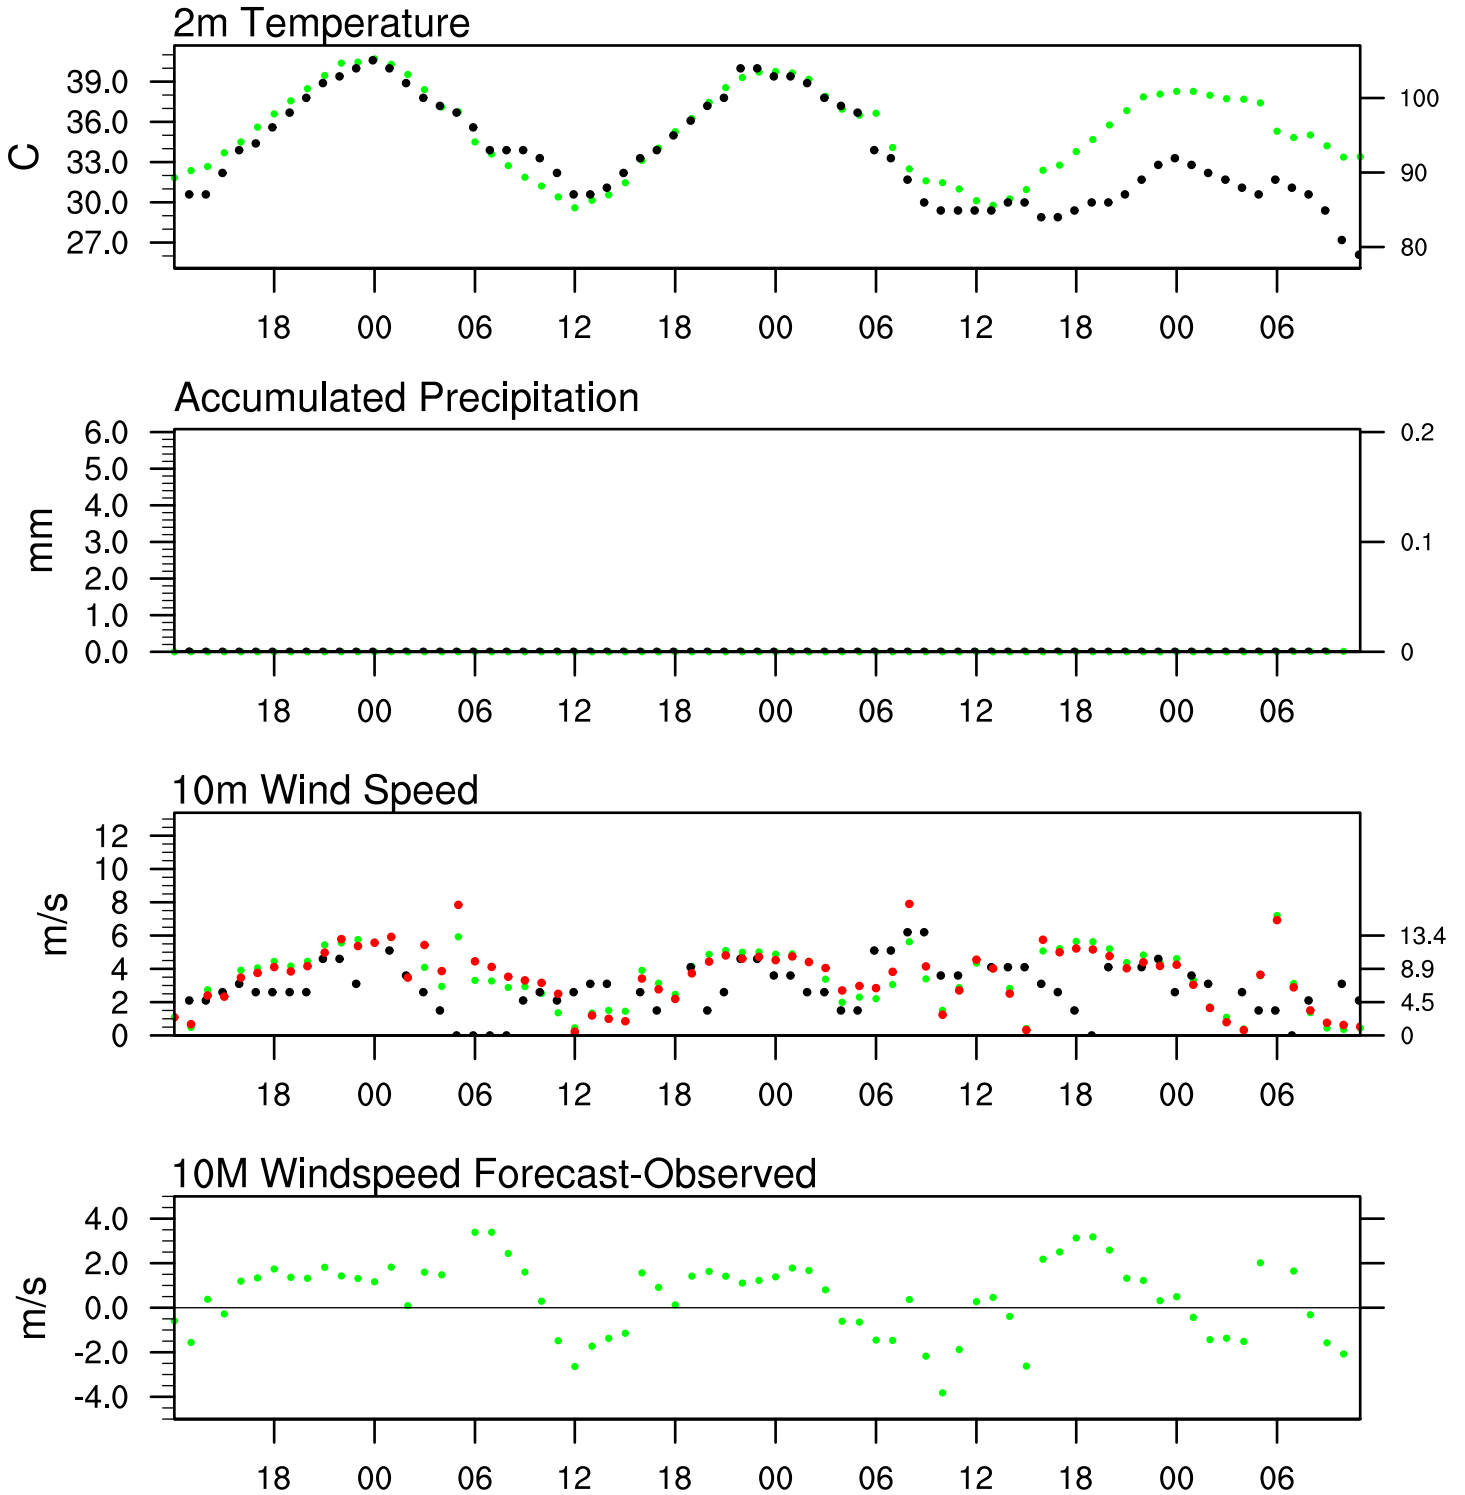 2m Temperature
39.0
36.0
33.0
30.0
27.0
C
100
90
80
18 00 06 12 18 00 06 12 18 00 06
Accumulated Precipitation
6.0
5.0
4.0
3.0
2.0
1.0
0.0
mm
0.2
0.1
0
18 00 06 12 18 00 06 12 18 00 06
10m Wind Speed
12
10
8
6
4
2
0
m/s
13.4
8.9
4.5
0
18 00 06 12 18 00 06 12 18 00 06
10M Windspeed Forecast-Observed
4.0
2.0
0.0
-2.0
-4.0
m/s
18 00 06 12 18 00 06 12 18 00 06